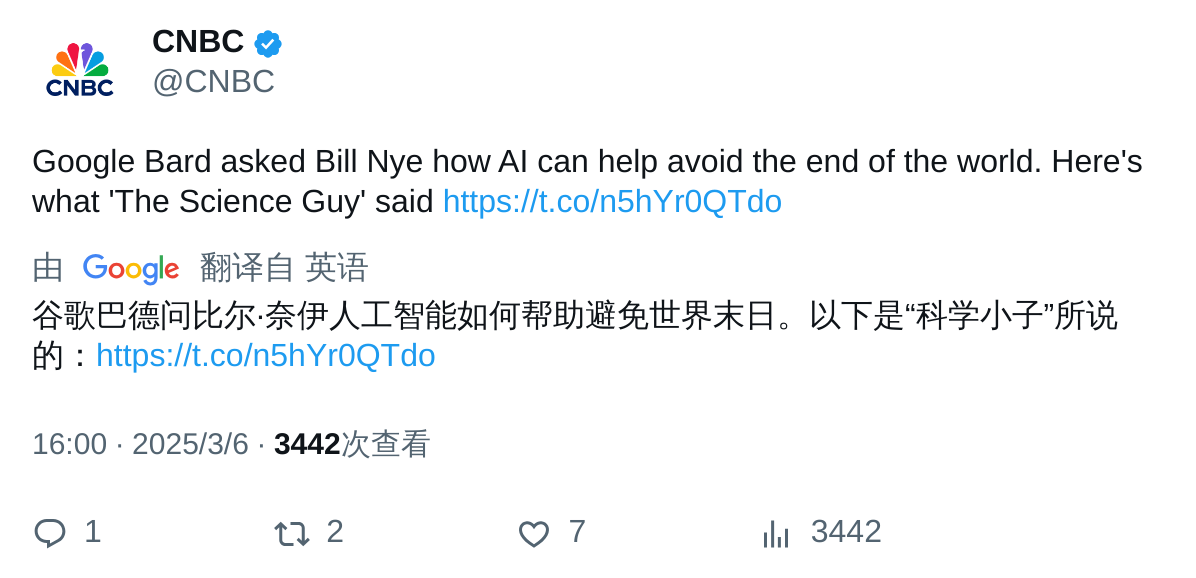 CNBC
@CNBC
CNBC
Google Bard asked Bill Nye how AI can help avoid the end of the world. Here's
what 'The Science Guy' said https://t.co/n5hYr0QTdo
由 Google 翻译自 英语
谷歌巴德问比尔·奈伊人工智能如何帮助避免世界末日。以下是“科学小子”所说
的：https://t.co/n5hYr0QTdo
16:00 · 2025/3/6 · 3442次查看
1 2 7 3442